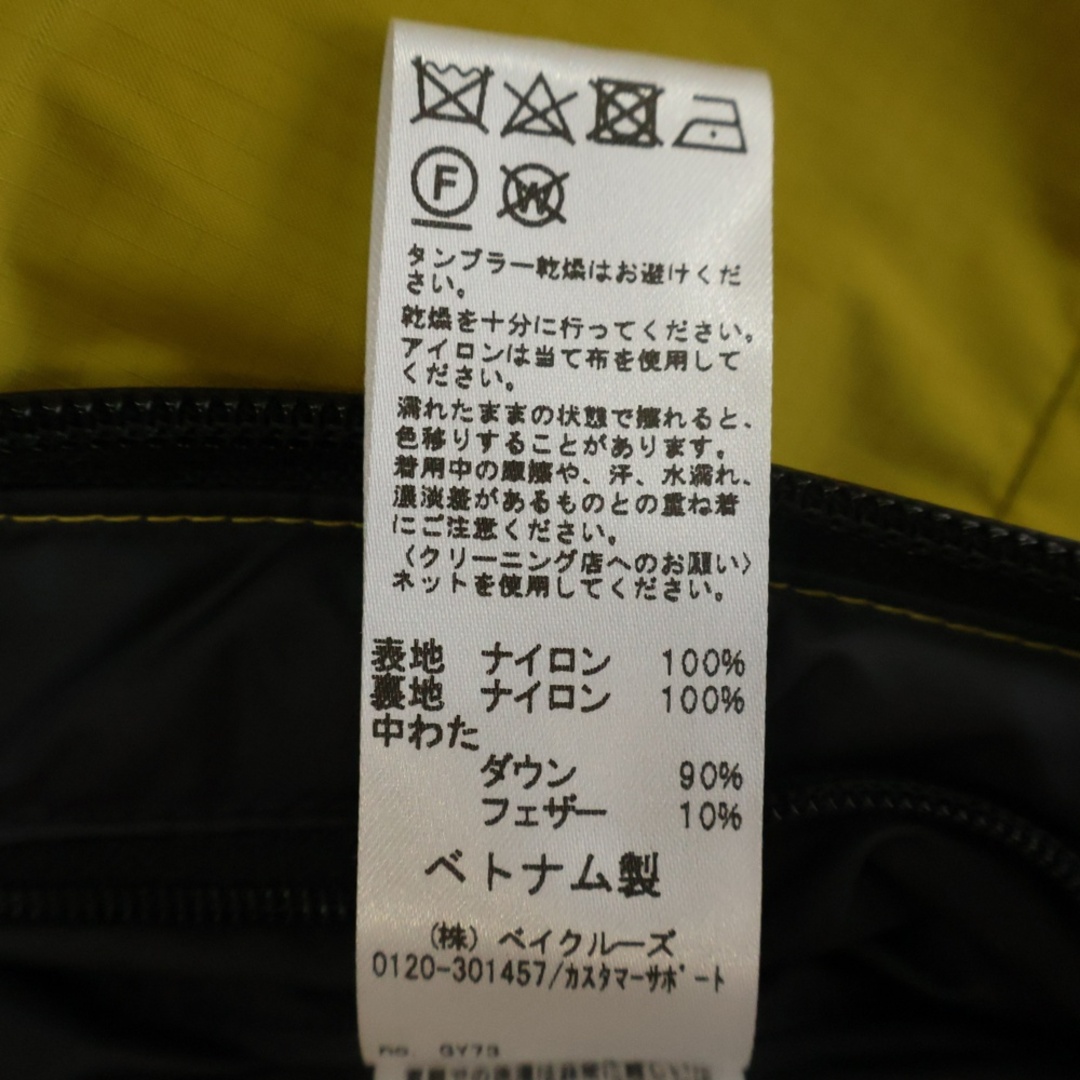 F W
タンブラー乾燥はお避けくだ
さい。
乾燥を十分に行ってください。
アイロンは当て布を使用して
ください。
濡れたままの状態で擦れると、
色移りすることがあります。
着用中の摩擦や、汗、水濡れ、
濃淡差があるものとの重ね着
にご注意ください。
〈クリーニング店へのお願い〉
ネットを使用してください。
表地 ナイロン 100%
裏地 ナイロン 100%
中わた
ダウン 90%
フェザー 10%
ベトナム製
(株) ベイクルーズ
0120-301457/カスタマーサポート
no. GY73